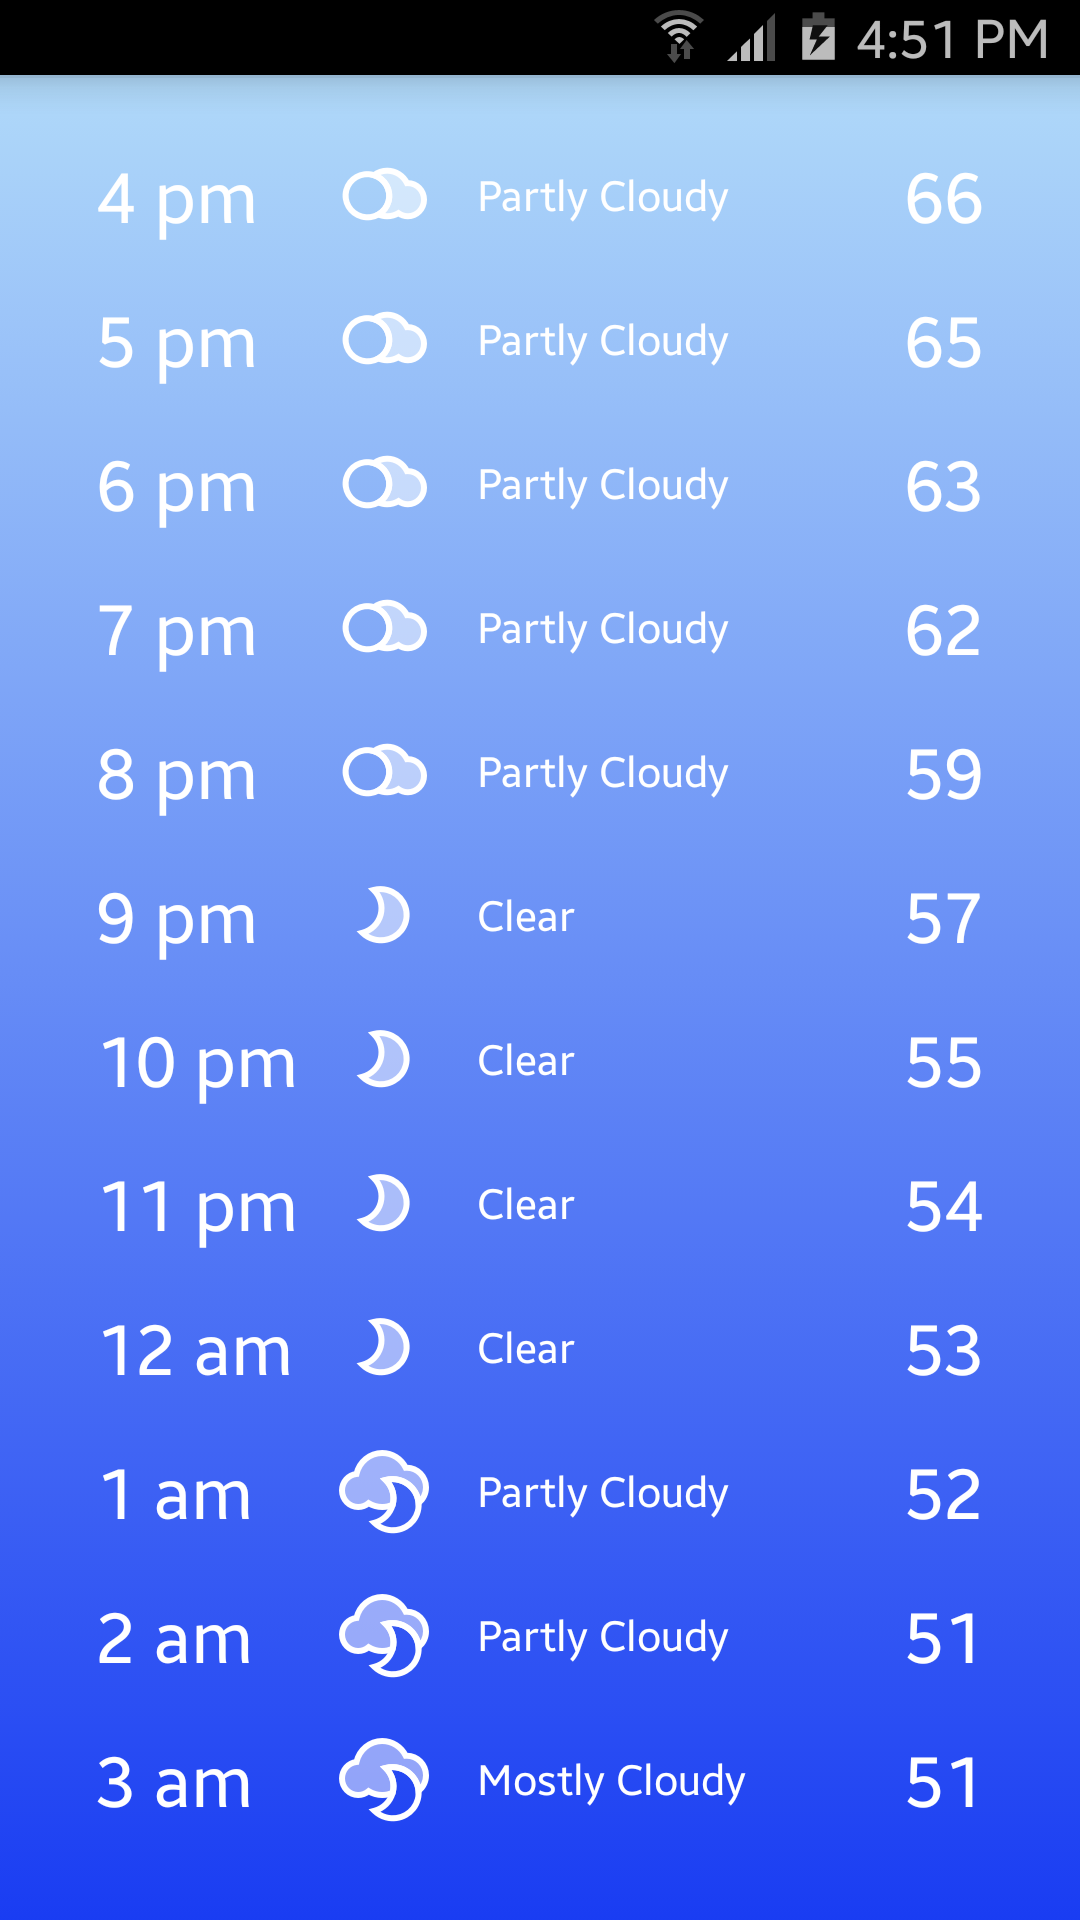 4:51 PM
4 pm Partly Cloudy 66
5 pm Partly Cloudy 65
6 pm Partly Cloudy 63
7 pm Partly Cloudy 62
8 pm Partly Cloudy 59
9 pm Clear 57
10 pm Clear 55
11 pm Clear 54
12 am Clear 53
1 am Partly Cloudy 52
2 am Partly Cloudy 51
3 am Mostly Cloudy 51